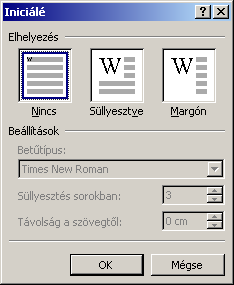 Iniciálé
Elhelyezés
W W W
Nincs Süllyesztve Margón
Beállítások
Betűtípus:
Times New Roman
Süllyesztés sorokban: 3
Távolság a szövegtől: 0 cm
OK Mégse